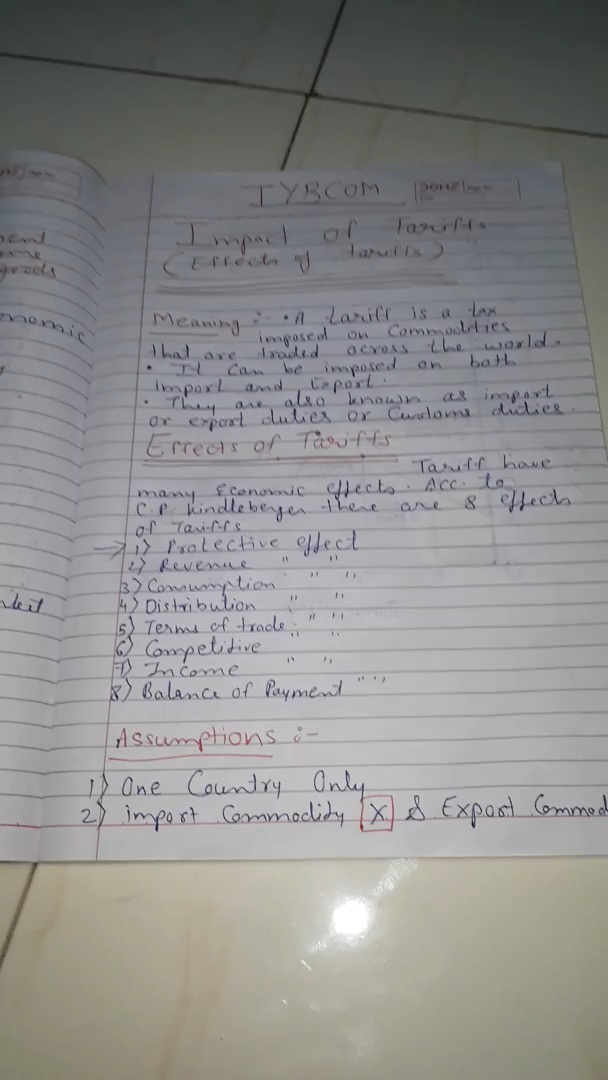 TYBCOM
Impact of Tariffs
(Effects of Tariffs)
Meaning :- • A tariff is a tax
imposed on Commodities
that are traded across the world.
• It can be imposed on both
import and Export.
• They are also known as import
or export duties or Customs duties.
Effects of Tariffs
Tariff have
many Economic effects. Acc. to
C.P. Kindleberger there are 8 effects
of Tariffs
→ 1) Protective effect
2) Revenue " "
3) Consumption " "
4) Distribution " "
5) Terms of trade " "
6) Competitive " "
7) Income " "
8) Balance of Payment " "
Assumptions :-
1) One Country Only
2) import Commodity X & Export Commod
nomic